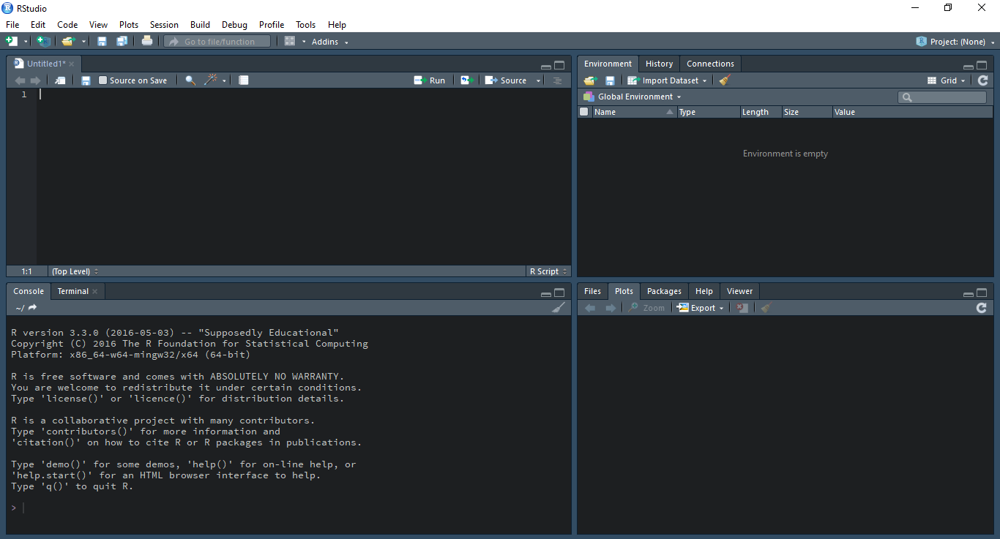 RStudio
File Edit Code View Plots Session Build Debug Profile Tools Help
Go to file/function Addins Project: (None)
Untitled1*
Source on Save Run Source
1
1:1 (Top Level) R Script
Environment History Connections
Import Dataset Grid
Global Environment
Name Type Length Size Value
Environment is empty
Console Terminal
~/
R version 3.3.0 (2016-05-03) -- "Supposedly Educational"
Copyright (C) 2016 The R Foundation for Statistical Computing
Platform: x86_64-w64-mingw32/x64 (64-bit)
R is free software and comes with ABSOLUTELY NO WARRANTY.
You are welcome to redistribute it under certain conditions.
Type 'license()' or 'licence()' for distribution details.
R is a collaborative project with many contributors.
Type 'contributors()' for more information and
'citation()' on how to cite R or R packages in publications.
Type 'demo()' for some demos, 'help()' for on-line help, or
'help.start()' for an HTML browser interface to help.
Type 'q()' to quit R.
>
Files Plots Packages Help Viewer
Zoom Export